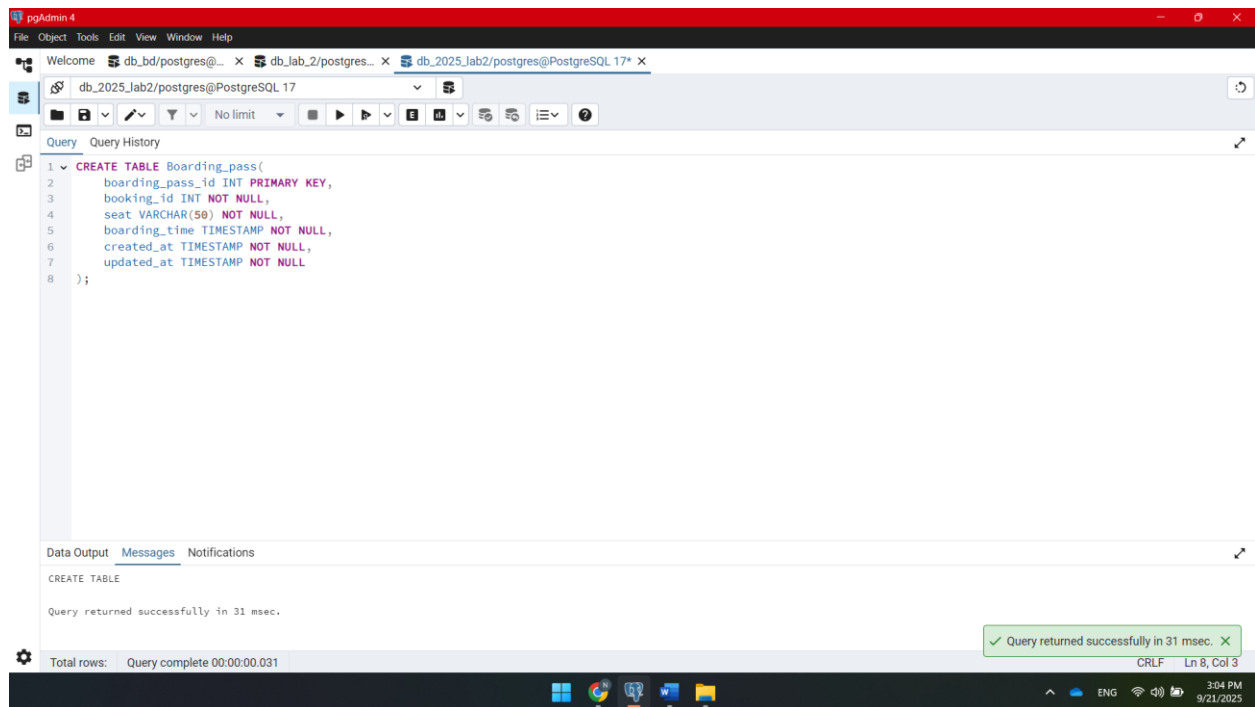 pgAdmin 4
File Object Tools Edit View Window Help
Welcome db_bd/postgres@... db_lab_2/postgres... db_2025_lab2/postgres@PostgreSQL 17*
db_2025_lab2/postgres@PostgreSQL 17
No limit
E
Query Query History
1 CREATE TABLE Boarding_pass(
2 boarding_pass_id INT PRIMARY KEY,
3 booking_id INT NOT NULL,
4 seat VARCHAR(50) NOT NULL,
5 boarding_time TIMESTAMP NOT NULL,
6 created_at TIMESTAMP NOT NULL,
7 updated_at TIMESTAMP NOT NULL
8 );
Data Output Messages Notifications
CREATE TABLE
Query returned successfully in 31 msec.
Query returned successfully in 31 msec.
Total rows: Query complete 00:00:00.031 CRLF Ln 8, Col 3
ENG 3:04 PM
9/21/2025